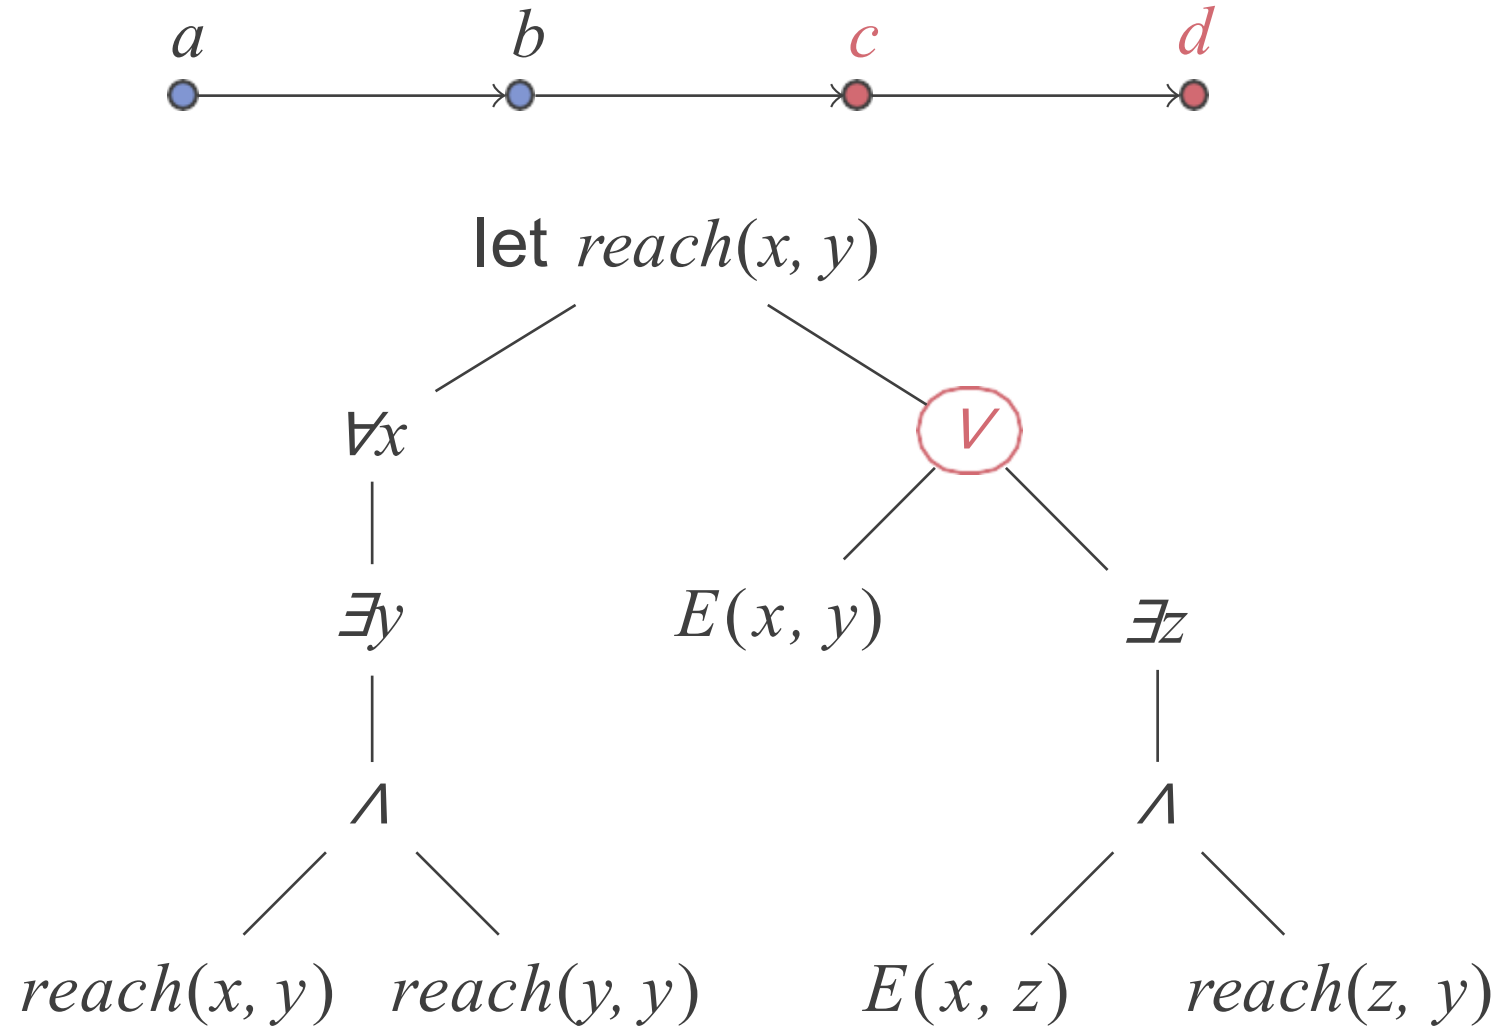 a b c d
let reach(x, y)
∀x ∨
∃y E(x, y) ∃z
∧ ∧
reach(x, y) reach(y, y) E(x, z) reach(z, y)